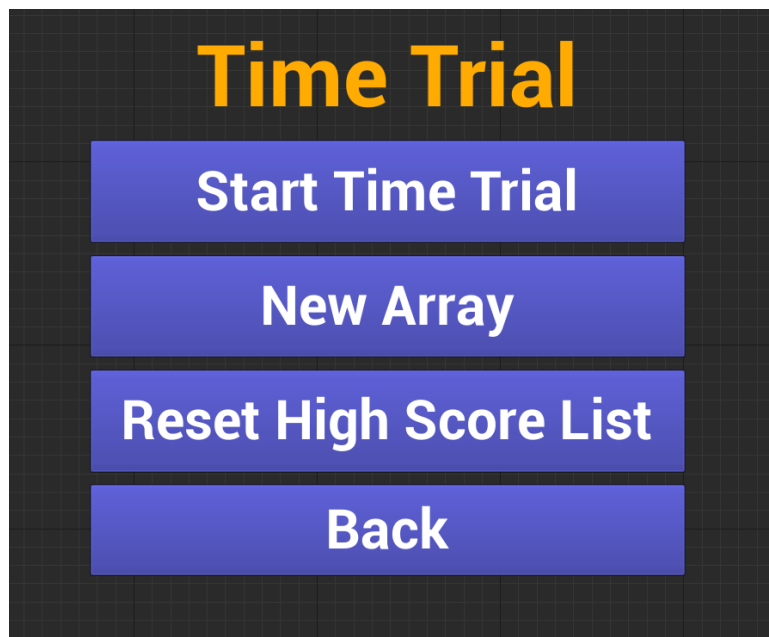 Time Trial
Start Time Trial
New Array
Reset High Score List
Back